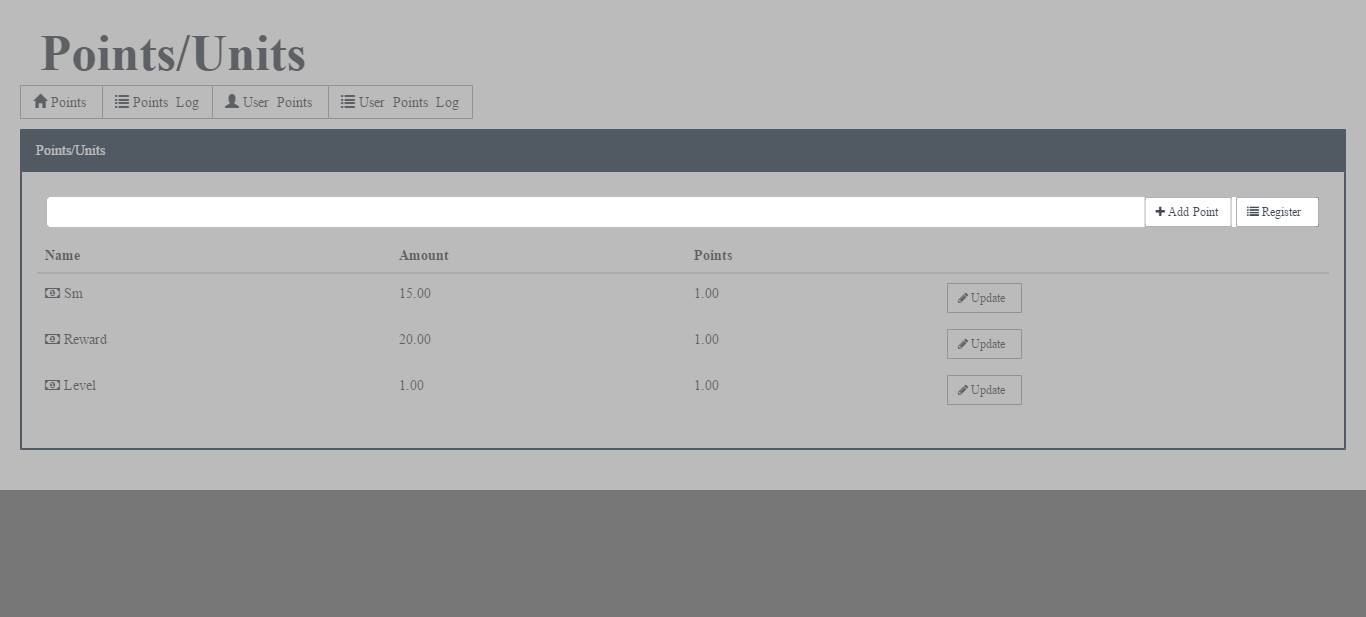 Points/Units
Points Points Log User Points User Points Log
Points/Units
Add Point Register
Name Amount Points
Sm 15.00 1.00 Update
Reward 20.00 1.00 Update
Level 1.00 1.00 Update